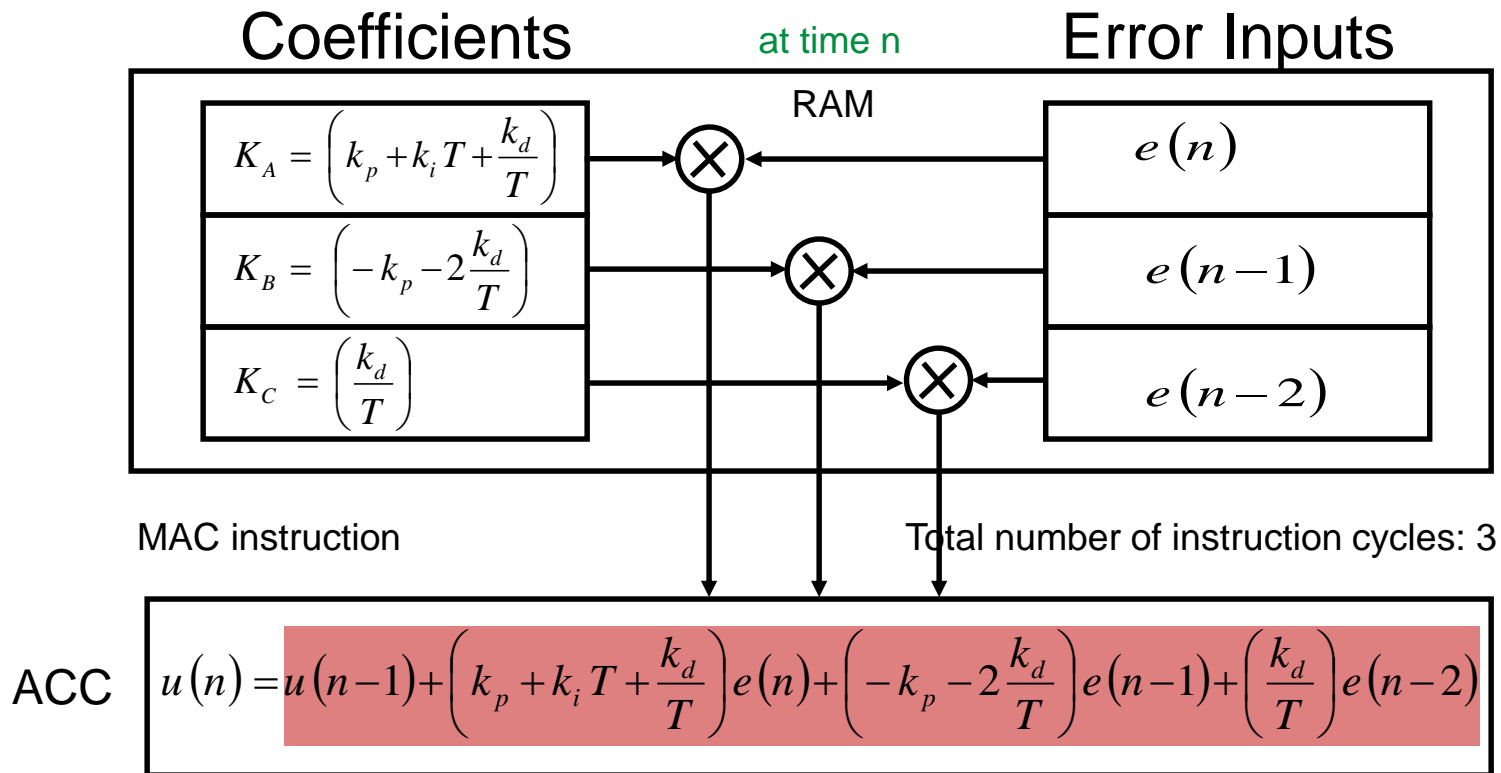 Coefficients at time n Error Inputs
RAM
K_A = (k_p + k_i T + k_d/T) e(n)
K_B = (-k_p - 2 k_d/T) e(n-1)
K_C = (k_d/T) e(n-2)
MAC instruction Total number of instruction cycles: 3
ACC u(n) = u(n-1) + (k_p + k_i T + k_d/T) e(n) + (-k_p - 2 k_d/T) e(n-1) + (k_d/T) e(n-2)